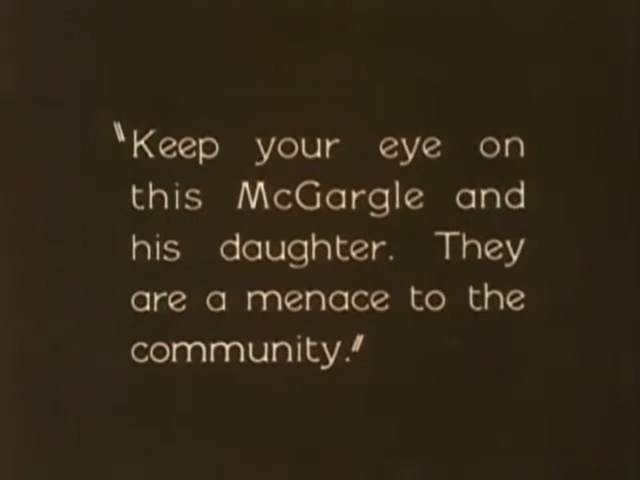 "Keep your eye on
this McGargle and
his daughter. They
are a menace to the
community."